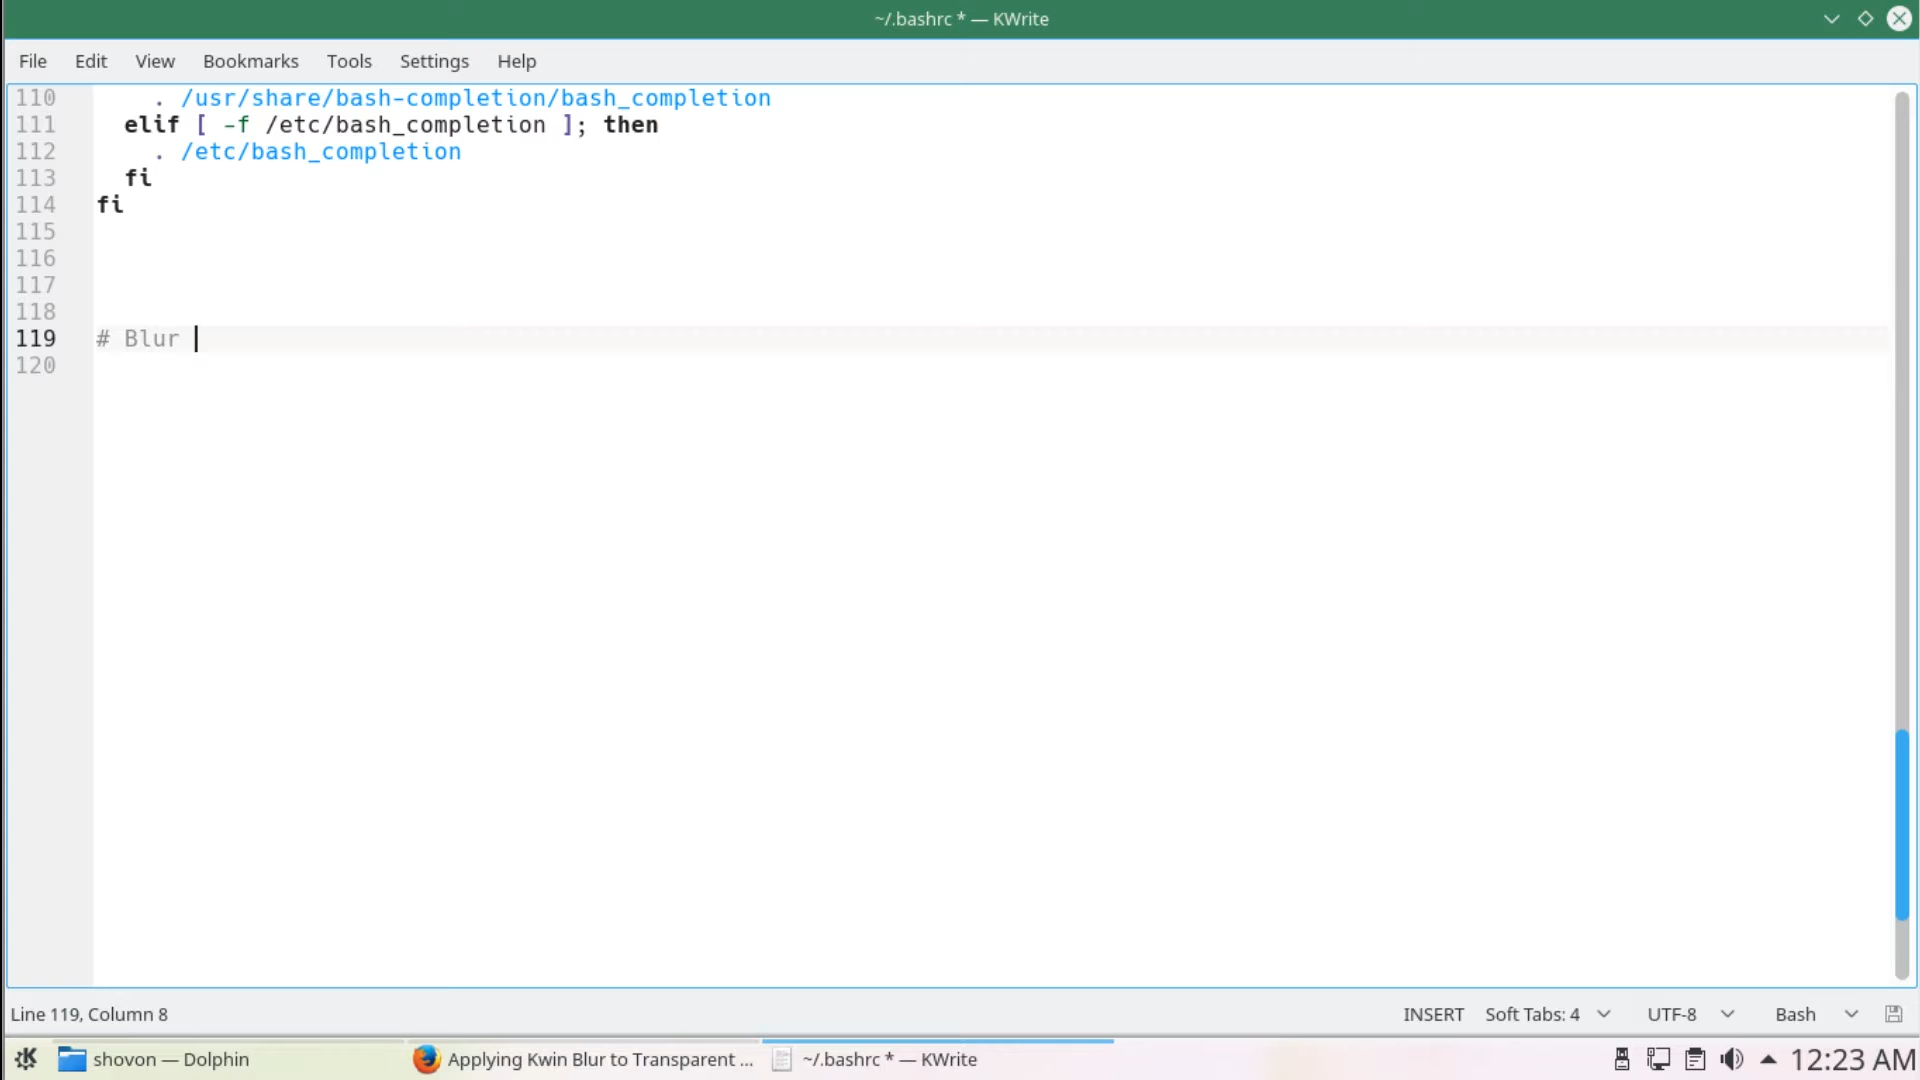 ~/.bashrc * — KWrite
File Edit View Bookmarks Tools Settings Help
110 . /usr/share/bash-completion/bash_completion
111 elif [ -f /etc/bash_completion ]; then
112 . /etc/bash_completion
113 fi
114 fi
115
116
117
118
119 # Blur
120
Line 119, Column 8 INSERT Soft Tabs: 4 UTF-8 Bash
shovon — Dolphin Applying Kwin Blur to Transparent ... ~/.bashrc * — KWrite 12:23 AM